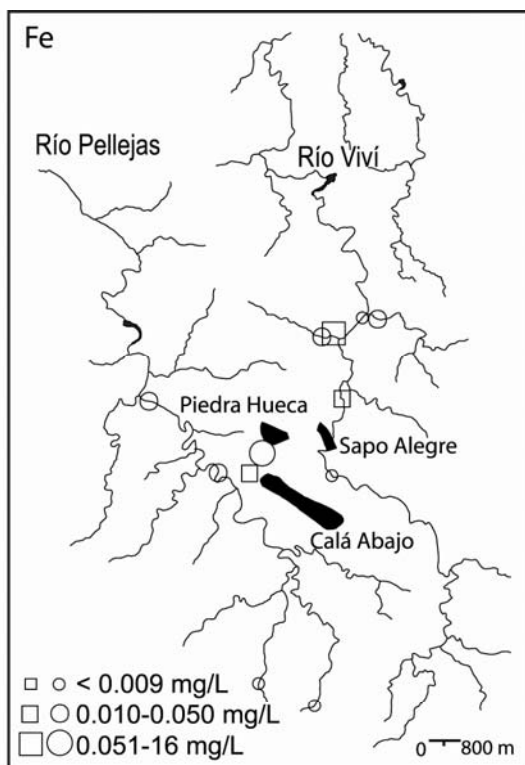 Fe
Río Pellejas
Río Viví
Piedra Hueca
Sapo Alegre
Calá Abajo
< 0.009 mg/L
0.010-0.050 mg/L
0.051-16 mg/L
0 800 m